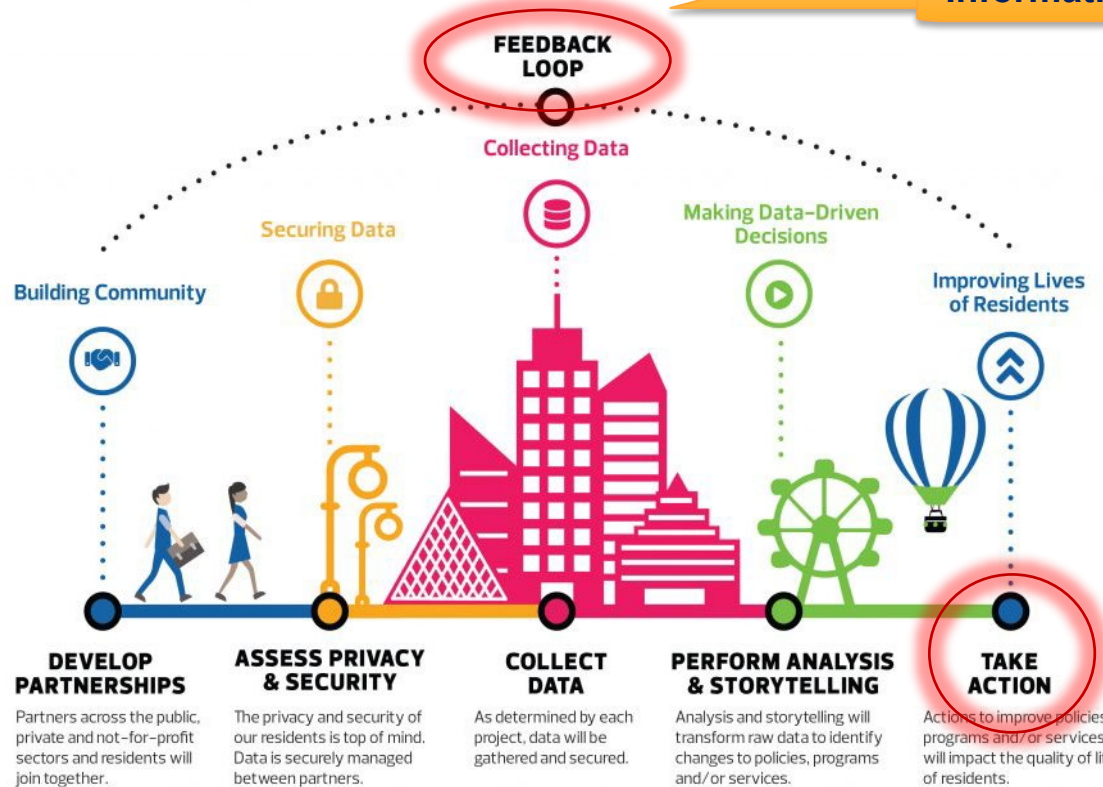 FEEDBACK
LOOP
Collecting Data
Securing Data
Making Data-Driven
Decisions
Building Community
Improving Lives
of Residents
DEVELOP
PARTNERSHIPS
Partners across the public,
private and not-for-profit
sectors and residents will
join together.
ASSESS PRIVACY
& SECURITY
The privacy and security of
our residents is top of mind.
Data is securely managed
between partners.
COLLECT
DATA
As determined by each
project, data will be
gathered and secured.
PERFORM ANALYSIS
& STORYTELLING
Analysis and storytelling will
transform raw data to identify
changes to policies, programs
and/or services.
TAKE
ACTION
Actions to improve policies
programs and/or services
will impact the quality of
of residents.